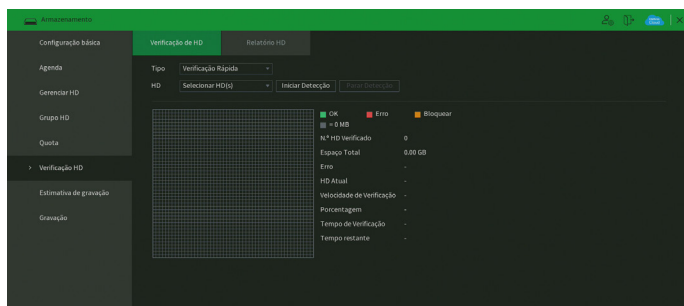 Armazenamento
Configuração básica
Agenda
Gerenciar HD
Grupo HD
Quota
> Verificação HD
Estimativa de gravação
Gravação
Verificação de HD Relatório HD
Tipo Verificação Rápida
HD Selecionar HD(s) Iniciar Detecção Parar Detecção
OK Erro Bloquear
= 0 MB
N.º HD Verificado 0
Espaço Total 0.00 GB
Erro -
HD Atual -
Velocidade de Verificação -
Porcentagem -
Tempo de Verificação -
Tempo restante -